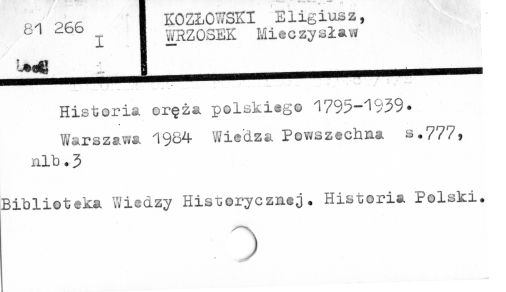 81 266
I
KOZŁOWSKI Eligiusz,
WRZOSEK Mieczysław
Historia oręża polskiego 1795-1939.
Warszawa 1984 Wiedza Powszechna s.777,
nlb.3
Biblioteka Wiedzy Historycznej. Historia Polski.